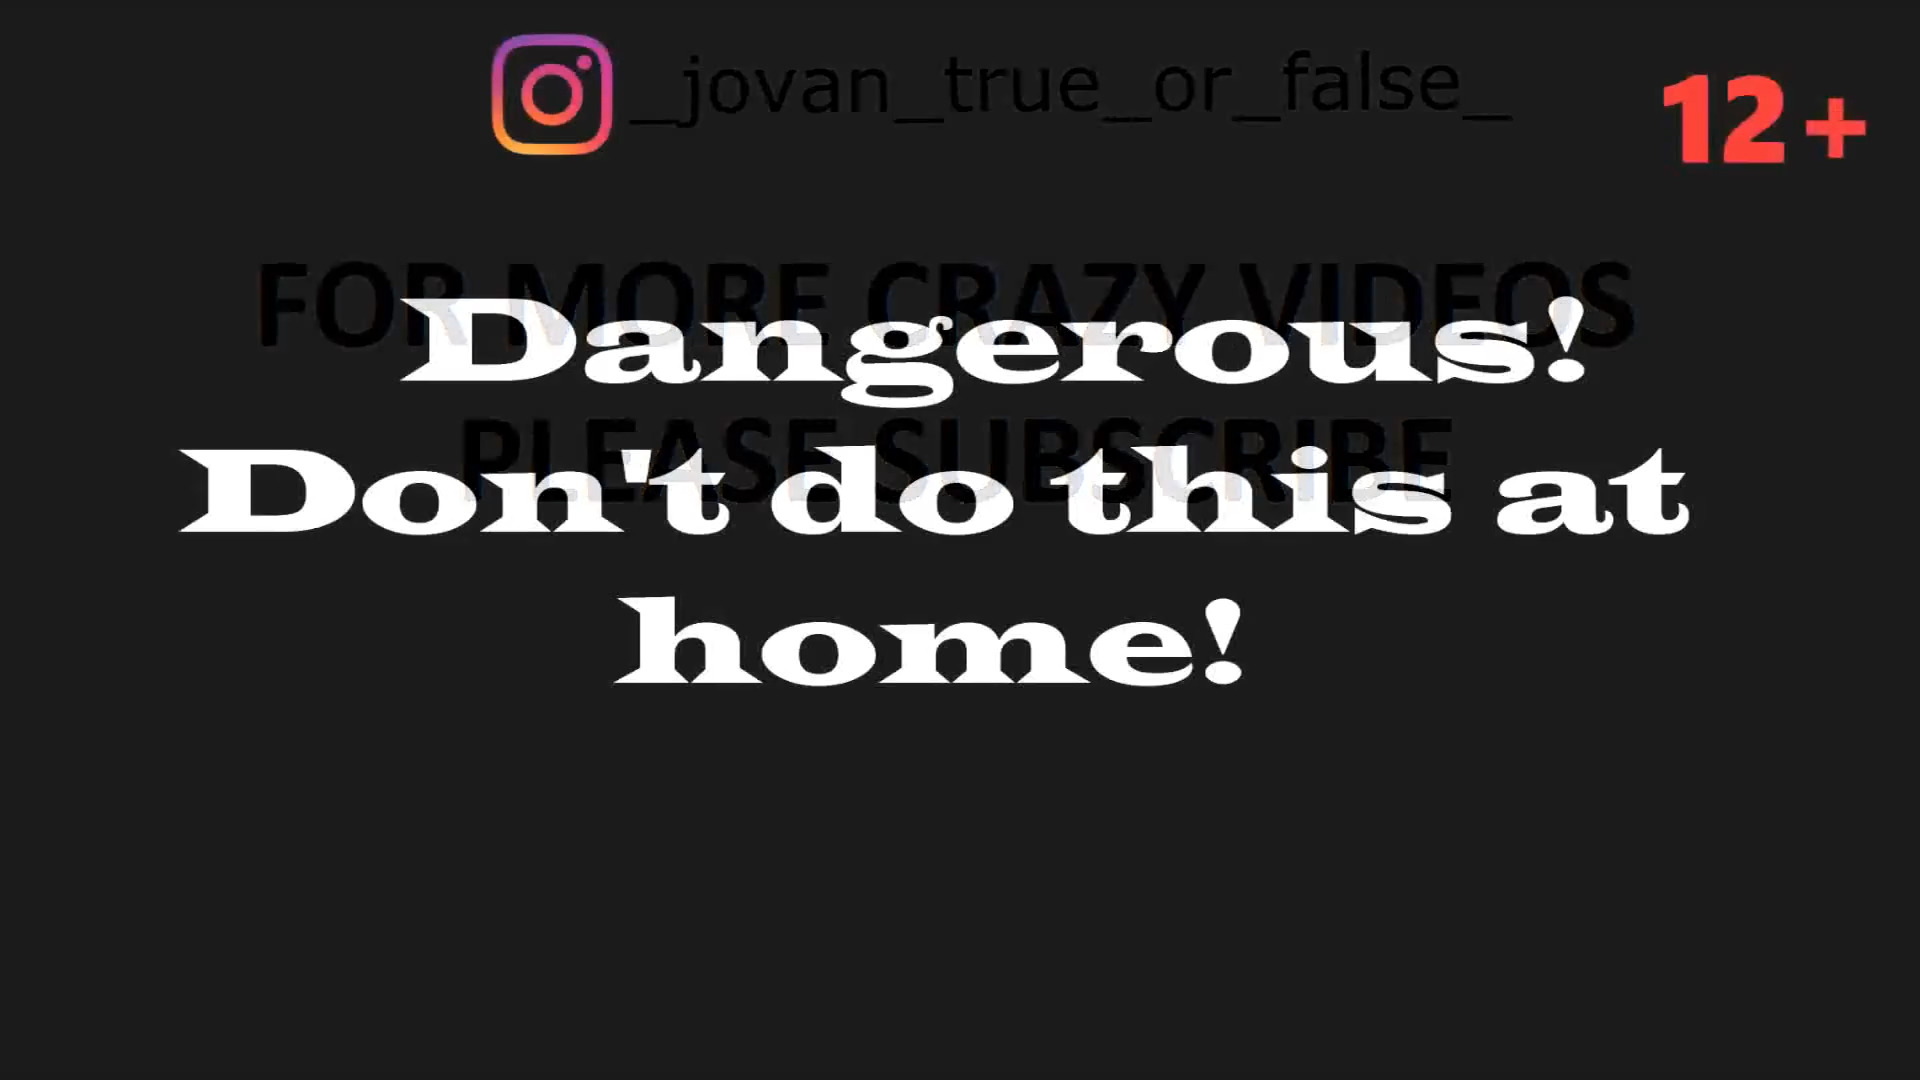 _jovan_true_or_false_
12+
FOR MORE CRAZY VIDEOS
Dangerous!
PLEASE SUBSCRIBE
Don't do this at
home!